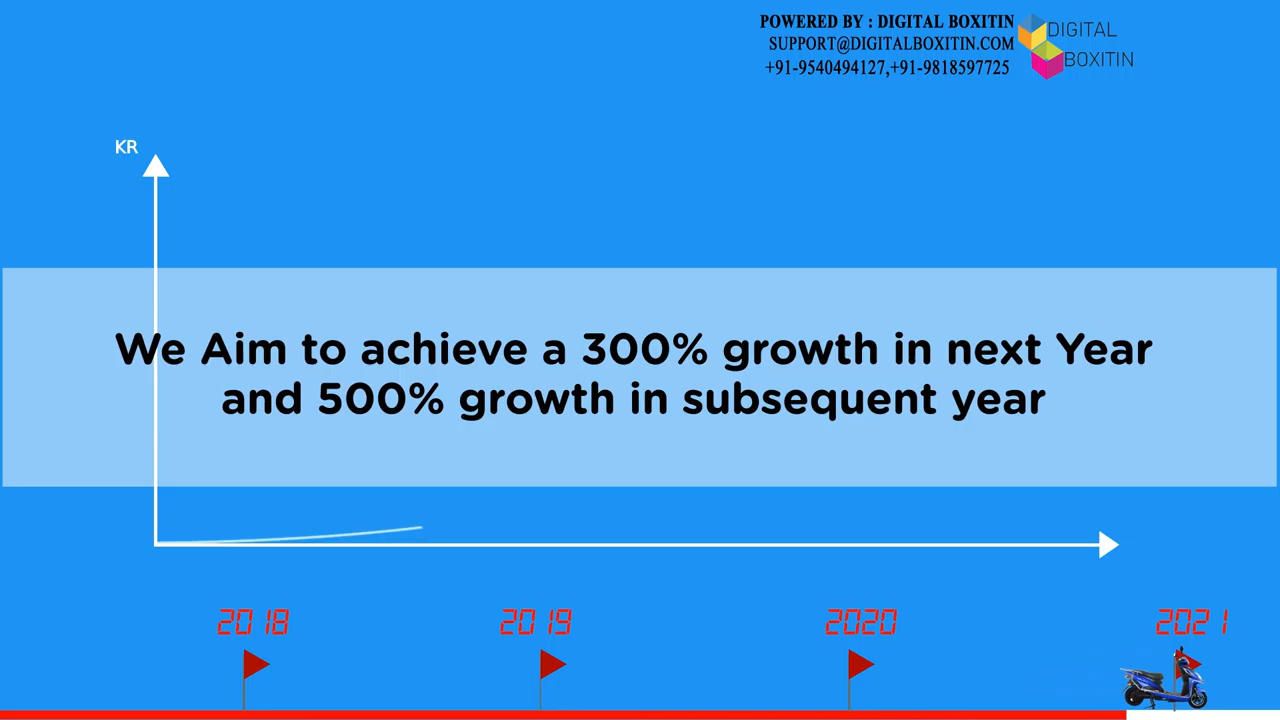 POWERED BY : DIGITAL BOXITIN
SUPPORT@DIGITALBOXITIN.COM
+91-9540494127,+91-9818597725
DIGITAL
BOXITIN
KR
We Aim to achieve a 300% growth in next Year
and 500% growth in subsequent year
2018
2019
2020
2021